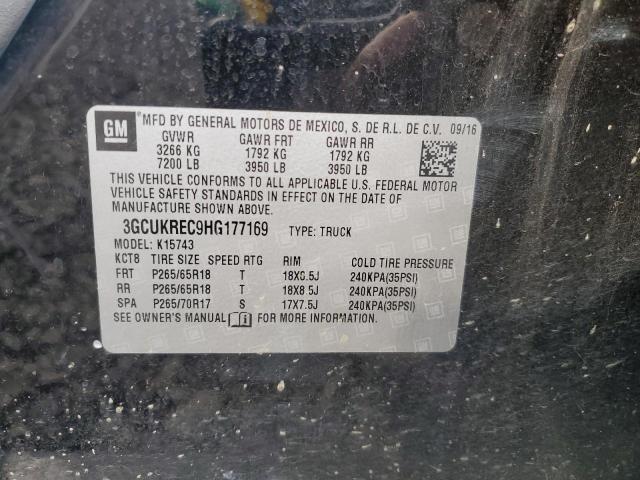 GM
MFD BY GENERAL MOTORS DE MEXICO, S. DE R.L. DE C.V. 09/16
GVWR GAWR FRT GAWR RR
3266 KG 1792 KG 1792 KG
7200 LB 3950 LB 3950 LB
THIS VEHICLE CONFORMS TO ALL APPLICABLE U.S. FEDERAL MOTOR
VEHICLE SAFETY STANDARDS IN EFFECT ON THE DATE OF
MANUFACTURE SHOWN ABOVE.
3GCUKREC9HG177169 TYPE: TRUCK
MODEL: K15743
KCT8 TIRE SIZE SPEED RTG RIM COLD TIRE PRESSURE
FRT P265/65R18 T 18X8.5J 240KPA(35PSI)
RR P265/65R18 T 18X8.5J 240KPA(35PSI)
SPA P265/70R17 S 17X7.5J 240KPA(35PSI)
SEE OWNER'S MANUAL FOR MORE INFORMATION.